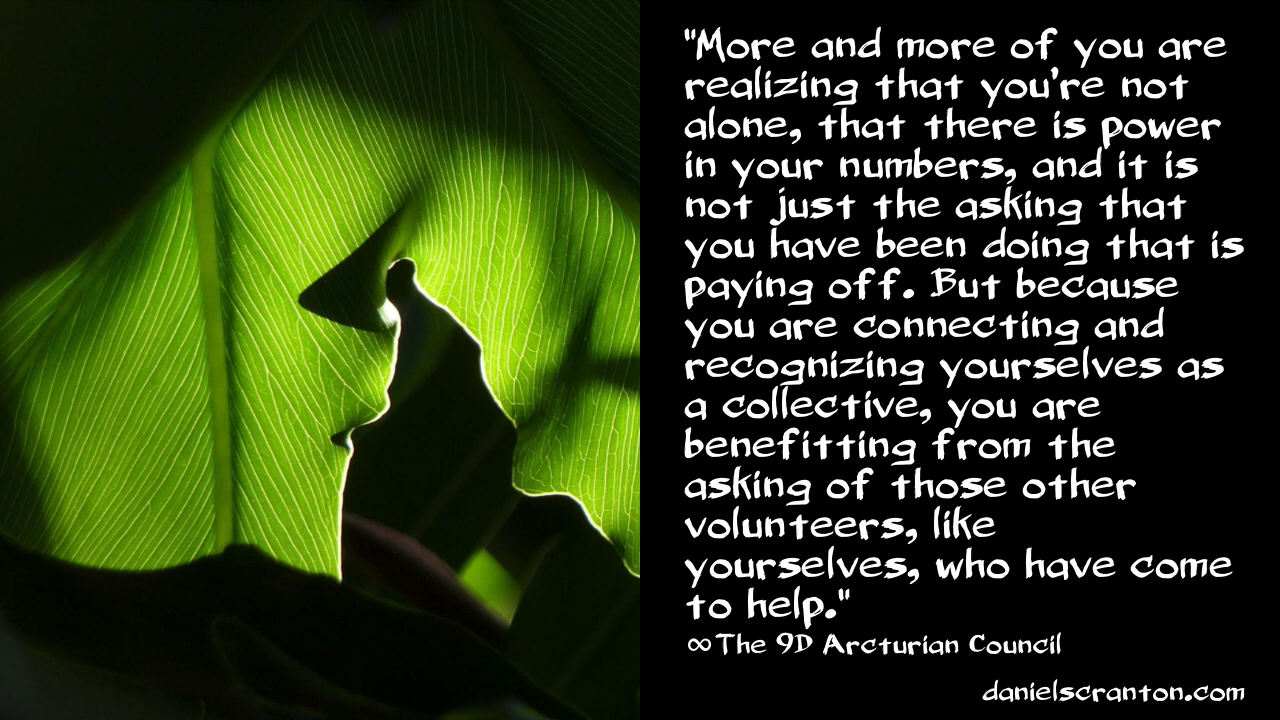 "More and more of you are
realizing that you're not
alone, that there is power
in your numbers, and it is
not just the asking that
you have been doing that is
paying off. But because
you are connecting and
recognizing yourselves as
a collective, you are
benefitting from the
asking of those other
volunteers, like
yourselves, who have come
to help."
∞The 9D Arcturian Council
danielscranton.com